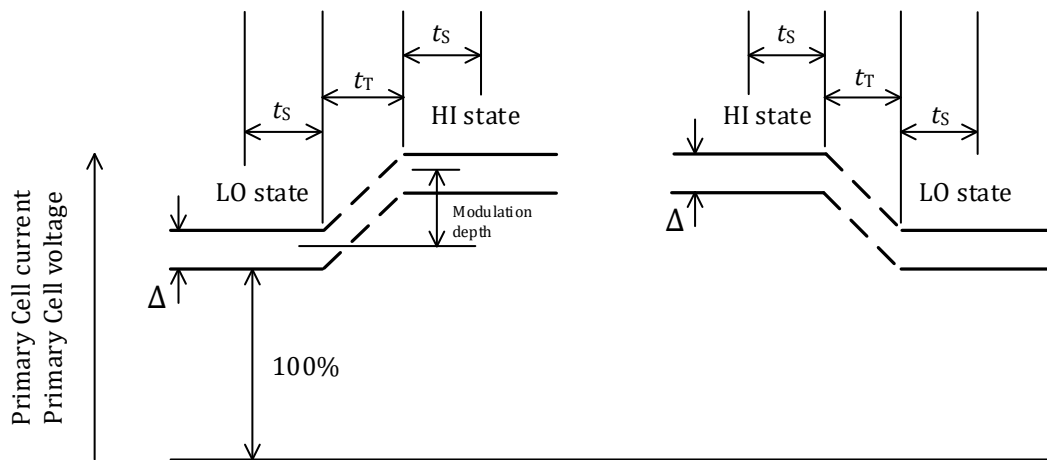 tS
tS
tT
tT
HI state
HI state
tS
tS
LO state
LO state
Modulation
depth
Δ
Δ
100%
Primary Cell current
Primary Cell voltage